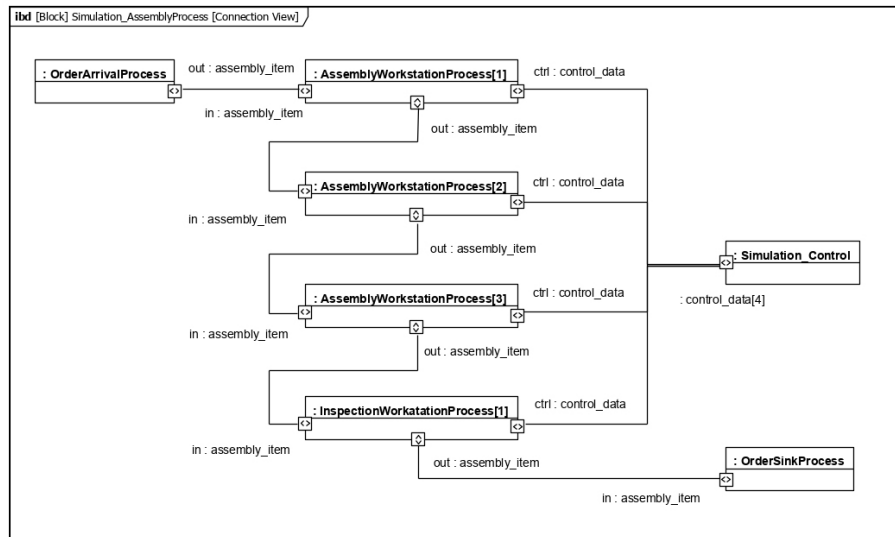 ibd [Block] Simulation_AssemblyProcess [Connection View]
: OrderArrivalProcess
out : assembly_item
: AssemblyWorkstationProcess[1]
ctrl : control_data
in : assembly_item
out : assembly_item
: AssemblyWorkstationProcess[2]
ctrl : control_data
in : assembly_item
out : assembly_item
: Simulation_Control
: AssemblyWorkstationProcess[3]
ctrl : control_data
: control_data[4]
in : assembly_item
out : assembly_item
: InspectionWorkatationProcess[1]
ctrl : control_data
in : assembly_item
out : assembly_item
: OrderSinkProcess
in : assembly_item